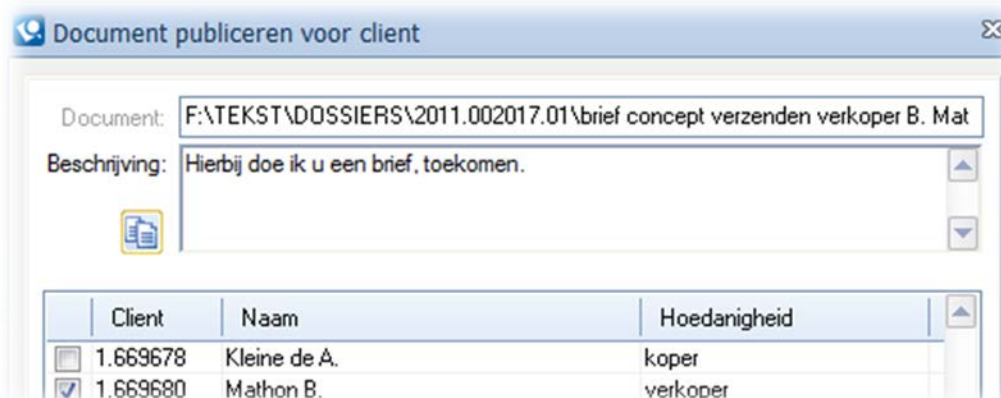 Document publiceren voor client
Document: F:\TEKST\DOSSIERS\2011.002017.01\brief concept verzenden verkoper B. Mat
Beschrijving: Hierbij doe ik u een brief, toekomen.
Client Naam Hoedanigheid
1.669678 Kleine de A. koper
1.669680 Mathon B. verkoper